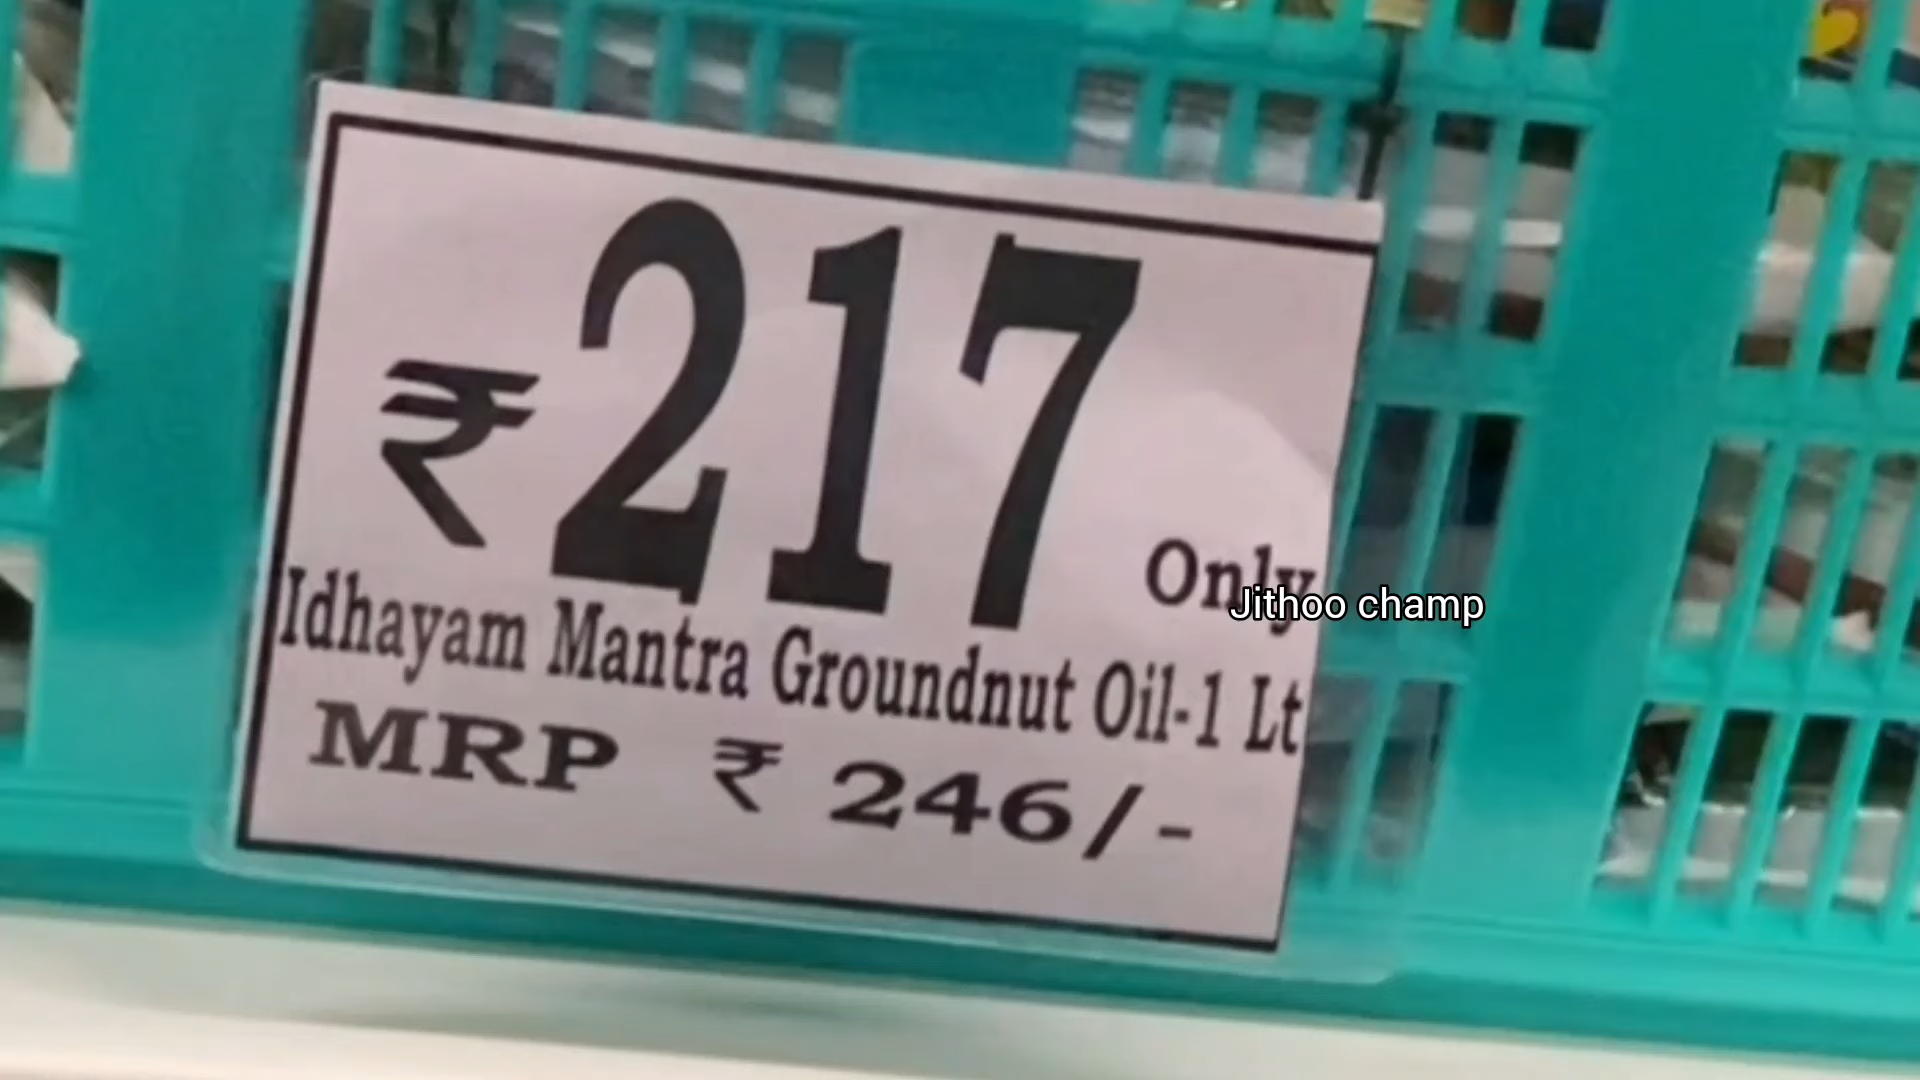 ₹ 217 Only
Jithoo champ
Idhayam Mantra Groundnut Oil-1 Lt
MRP ₹ 246/-